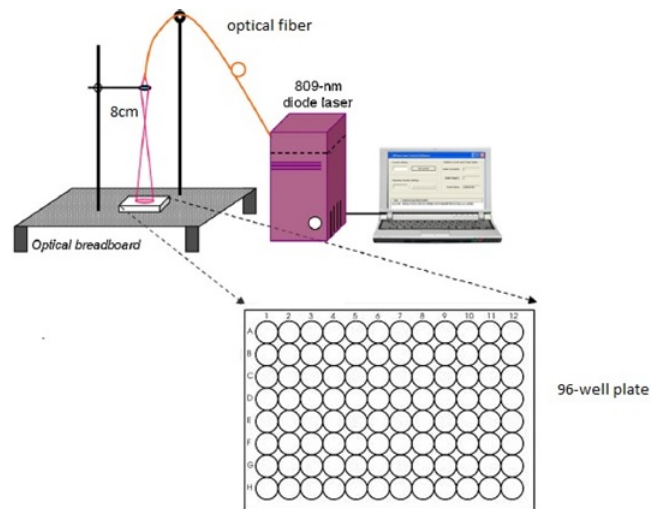 optical fiber
809-nm
diode laser
8cm
Optical breadboard
1 2 3 4 5 6 7 8 9 10 11 12
A
B
C
D
E
F
G
H
96-well plate